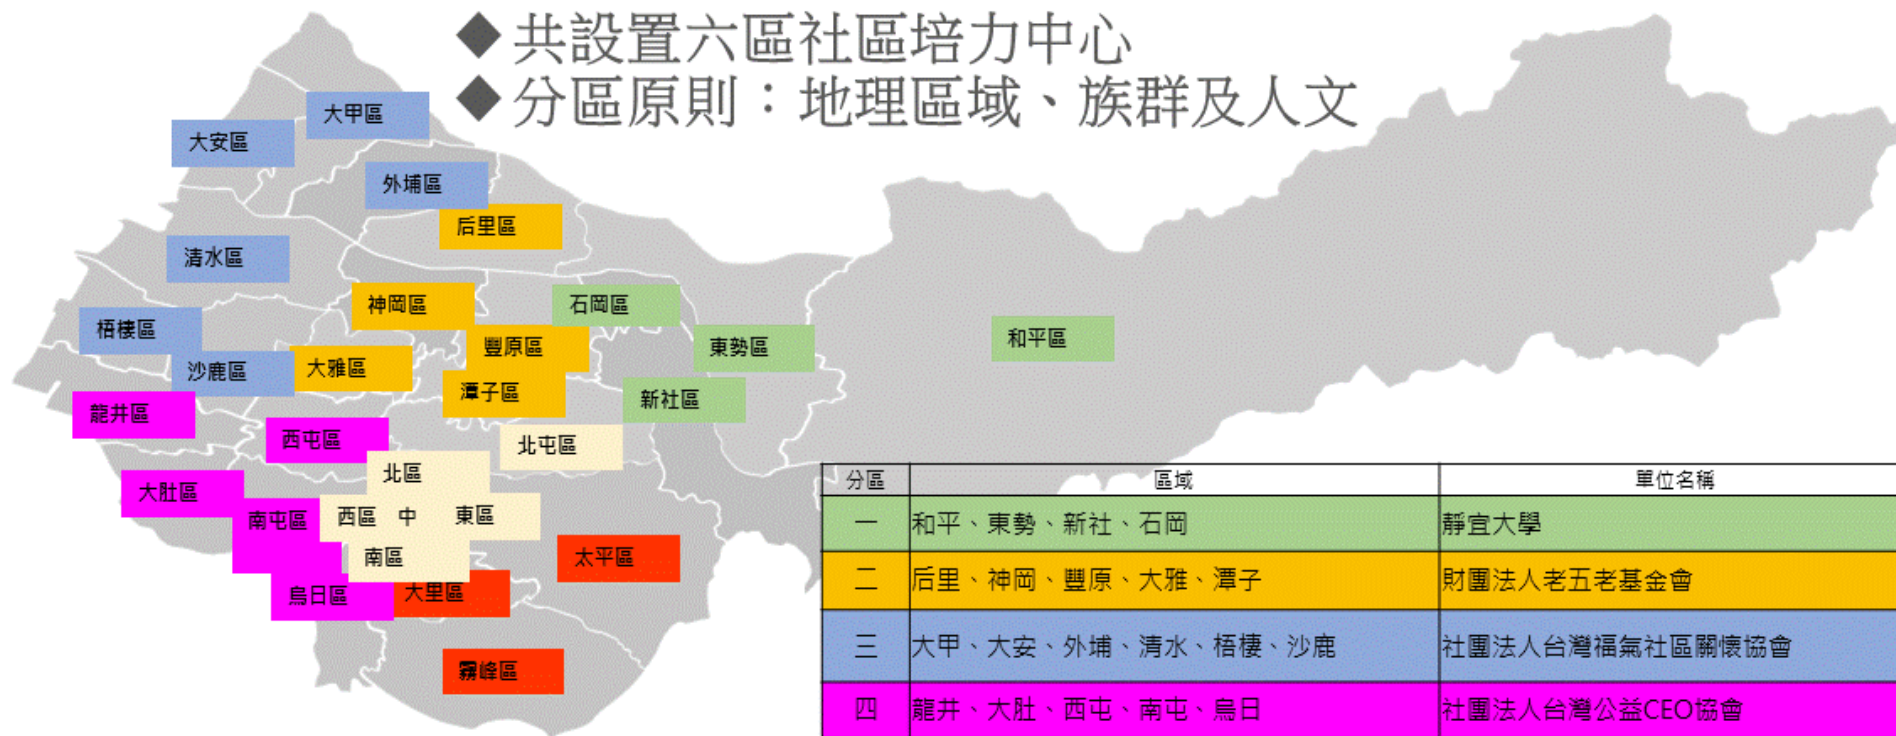 ◆共設置六區社區培力中心
◆分區原則：地理區域、族群及人文
大甲區
大安區
外埔區
后里區
清水區
神岡區
石岡區
梧棲區
豐原區
東勢區
和平區
沙鹿區
大雅區
潭子區
新社區
龍井區
西屯區
北屯區
北區
大肚區
南屯區
西區 中 東區
南區
太平區
烏日區
大里區
霧峰區
分區 區域 單位名稱
一 和平、東勢、新社、石岡 靜宜大學
二 后里、神岡、豐原、大雅、潭子 財團法人老五老基金會
三 大甲、大安、外埔、清水、梧棲、沙鹿 社團法人台灣福氣社區關懷協會
四 龍井、大肚、西屯、南屯、烏日 社團法人台灣公益CEO協會